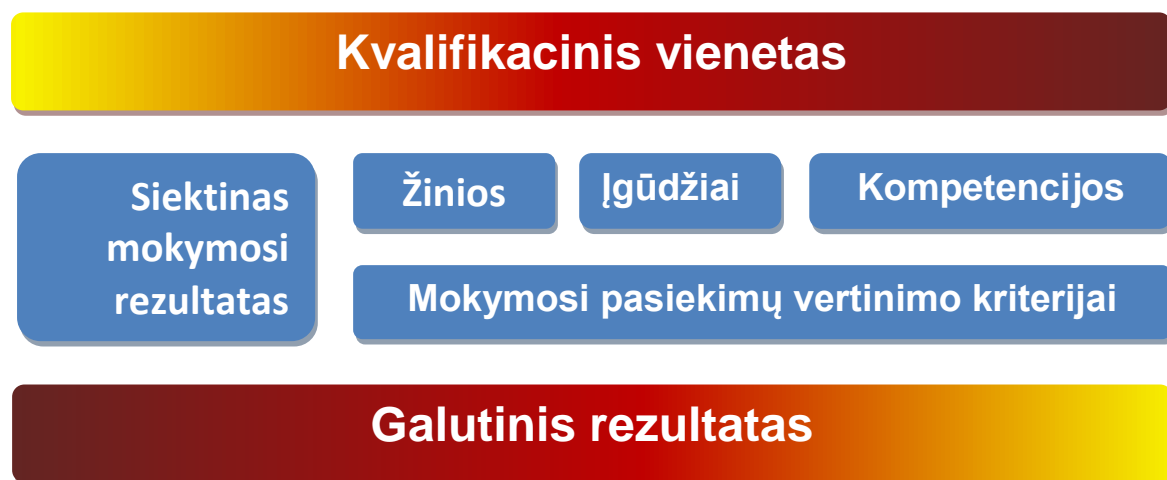 Kvalifikacinis vienetas
Siektinas
mokymosi
rezultatas
Žinios
Įgūdžiai
Kompetencijos
Mokymosi pasiekimų vertinimo kriterijai
Galutinis rezultatas